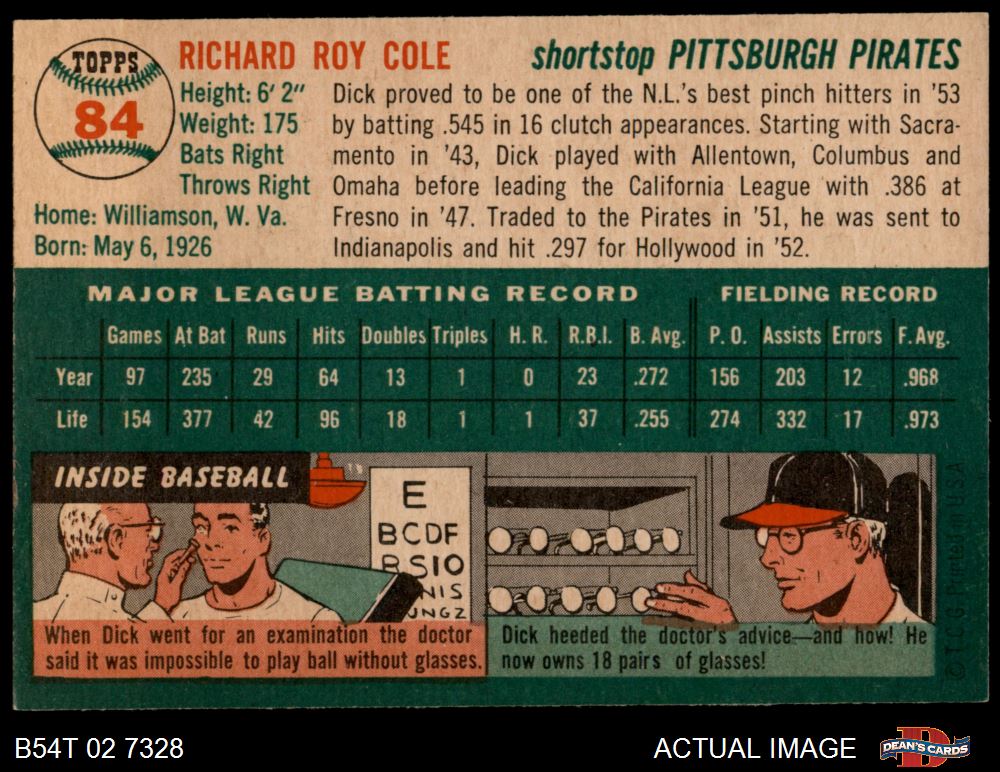 TOPPS
84
RICHARD ROY COLE
shortstop PITTSBURGH PIRATES
Height: 6' 2"
Weight: 175
Bats Right
Throws Right
Home: Williamson, W. Va.
Born: May 6, 1926
Dick proved to be one of the N.L.'s best pinch hitters in '53
by batting .545 in 16 clutch appearances. Starting with Sacra-
mento in '43, Dick played with Allentown, Columbus and
Omaha before leading the California League with .386 at
Fresno in '47. Traded to the Pirates in '51, he was sent to
Indianapolis and hit .297 for Hollywood in '52.
MAJOR LEAGUE BATTING RECORD FIELDING RECORD
Games At Bat Runs Hits Doubles Triples H. R. R.B.I. B. Avg. P. O. Assists Errors F. Avg.
Year 97 235 29 64 13 1 0 23 .272 156 203 12 .968
Life 154 377 42 96 18 1 1 37 .255 274 332 17 .973
INSIDE BASEBALL
E
BCDF
RSIO
NIS
UNGZ
When Dick went for an examination the doctor
said it was impossible to play ball without glasses.
Dick heeded the doctor's advice—and how! He
now owns 18 pairs of glasses!
© T.C.G. Printed U.S.A.
B54T 02 7328
ACTUAL IMAGE
D
DEAN'S CARDS